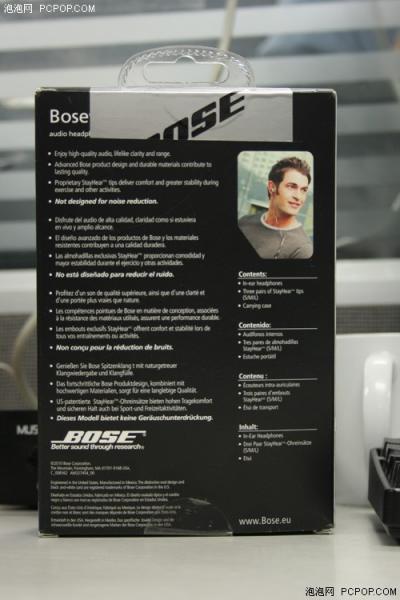 泡泡网 PCPOP.COM
Bose
BOSE
audio headph
• Enjoy high-quality audio, lifelike clarity and range.
• Advanced Bose product design and durable materials contribute to
lasting quality.
• Proprietary StayHear™ tips deliver comfort and greater stability during
exercise and other activities.
• Not designed for noise reduction.
• Disfrute del audio de alta calidad, claridad como si estuviera
en vivo y amplio alcance.
• El diseño avanzado de los productos de Bose y los materiales
resistentes contribuyen a una calidad duradera.
• Las almohadillas exclusivas StayHear™ proporcionan comodidad y
mayor estabilidad durante el ejercicio y otras actividades.
• No está diseñado para reducir el ruido.
• Profitez d'un son de qualité supérieure, ainsi que d'une clarté et
d'une portée plus vraies que nature.
• Les compétences pointues de Bose en matière de conception, associées
à la résistance des matériaux utilisés, assurent une performance durable.
• Les embouts exclusifs StayHear™ offrent confort et stabilité lors de
tous vos entraînements ou activités.
• Non conçu pour la réduction de bruits.
• Genießen Sie Bose Spitzenklang mit naturgetreuer
Klangwiedergabe und Klangfülle.
• Das fortschrittliche Bose Produktdesign, kombiniert mit
hochwertigen Materialien, sorgt für eine langlebige Qualität.
• US-patentierte StayHear™-Ohreinsätze bieten hohen Tragekomfort
und sicheren Halt auch bei Sport-und Freizeitaktivitäten.
• Dieses Modell bietet keine Geräuschunterdrückung.
Contents:
• In-ear headphones
• Three pairs of StayHear™ tips
(S/M/L)
• Carrying case
Contenido:
• Audífonos internos
• Tres pares de almohadillas
StayHear™ (S/M/L)
• Estuche portátil
Contenu :
• Écouteurs intra-auriculaires
• Trois paires d'embouts
StayHear™ (S/M/L)
• Étui de transport
Inhalt:
• In-Ear Headphones
• Drei Paar StayHear™-Ohreinsätze
(S/M/L)
• Etui
BOSE
Better sound through research®
©2010 Bose Corporation.
The Mountain, Framingham, MA 01701-9168 USA.
www.Bose.eu
MUS
泡泡网 PCPOP.COM